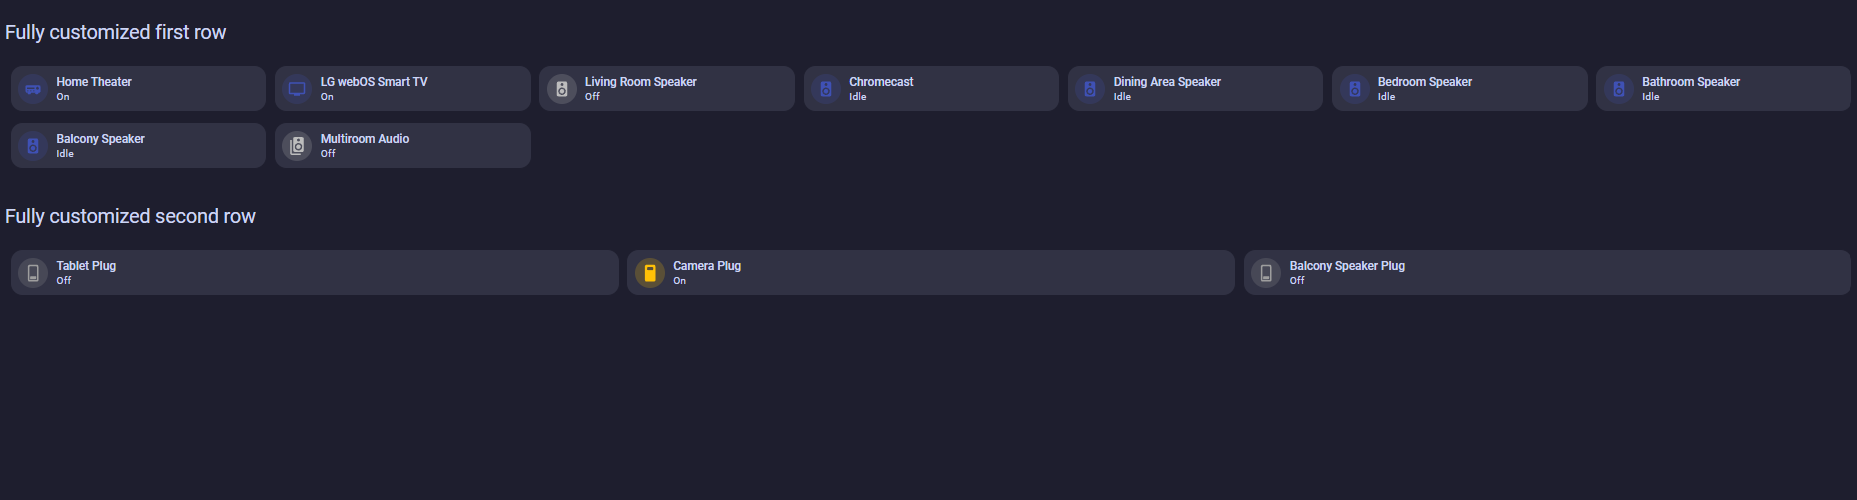 Fully customized first row
Home Theater
On
LG webOS Smart TV
On
Living Room Speaker
Off
Chromecast
Idle
Dining Area Speaker
Idle
Bedroom Speaker
Idle
Bathroom Speaker
Idle
Balcony Speaker
Idle
Multiroom Audio
Off
Fully customized second row
Tablet Plug
Off
Camera Plug
On
Balcony Speaker Plug
Off